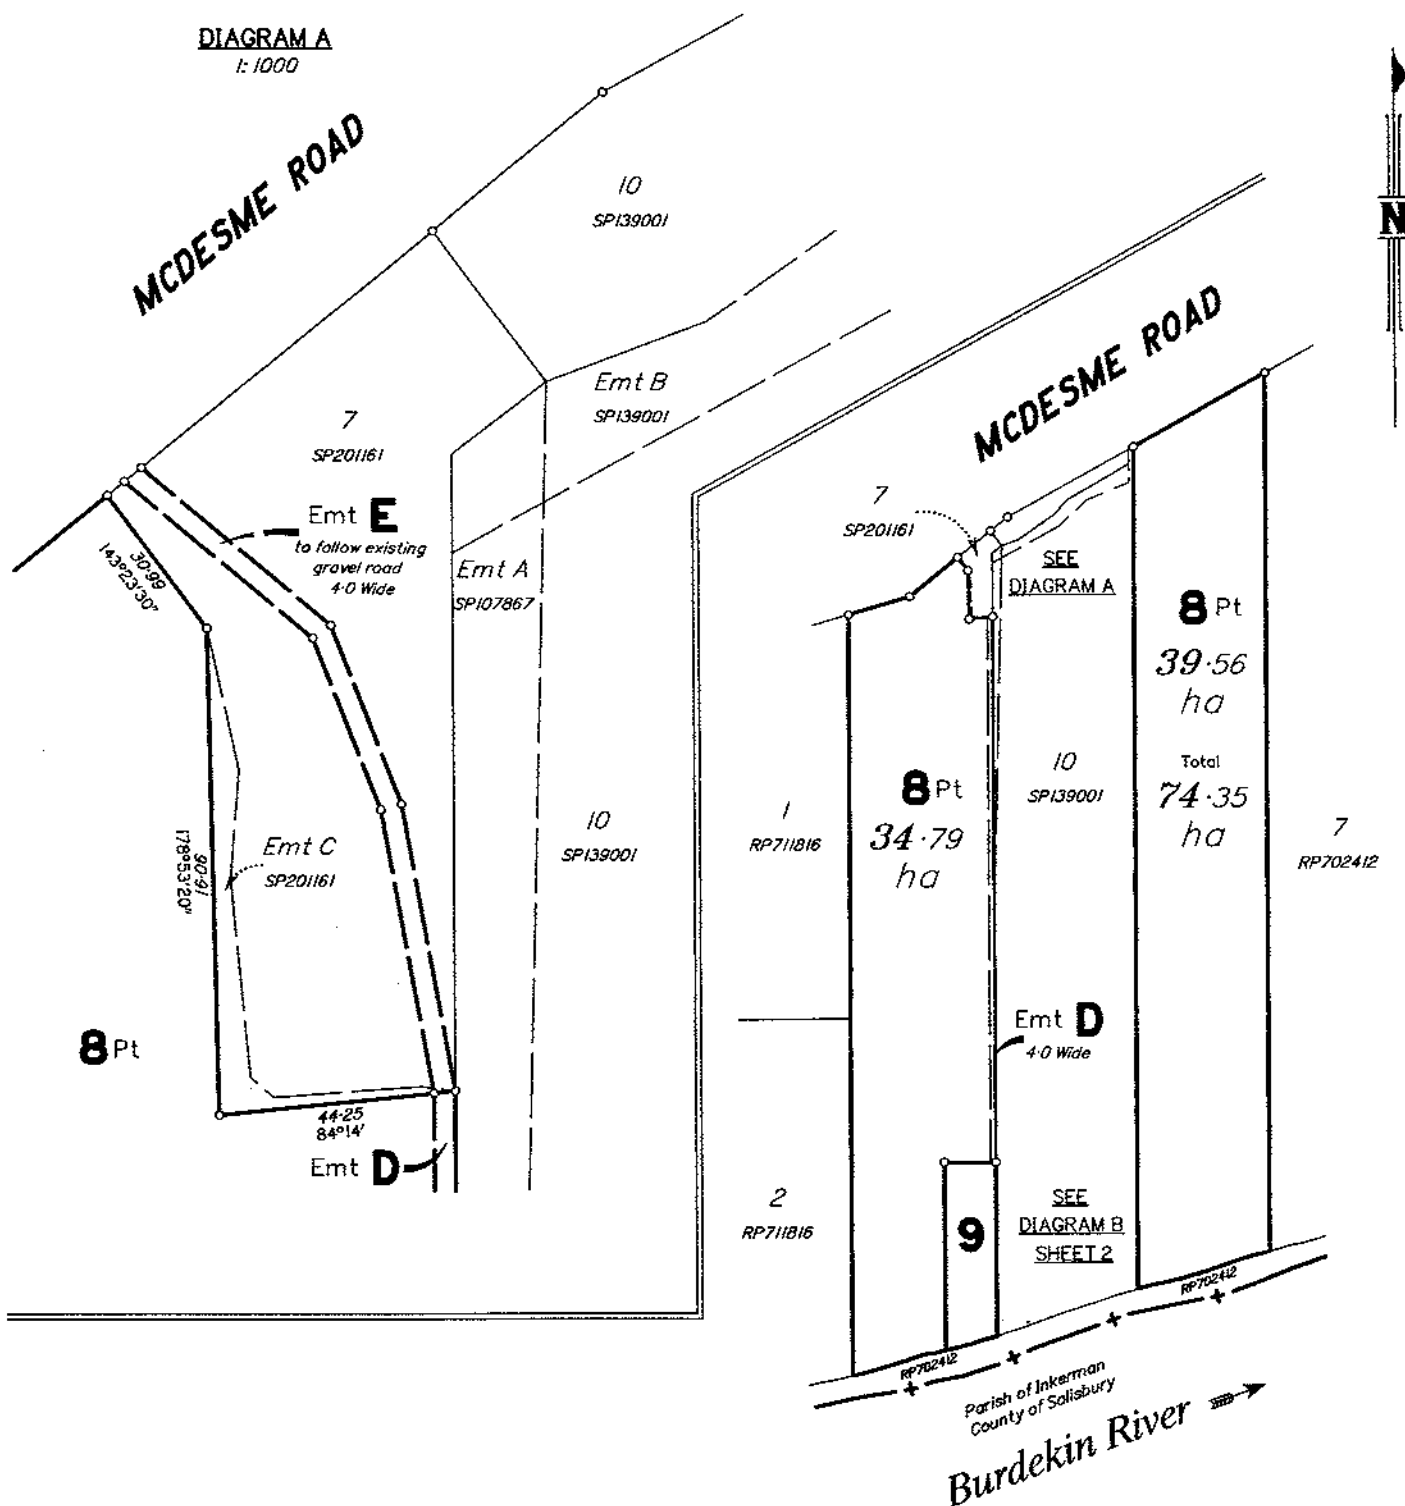 DIAGRAM A
1:1000
MCDESME ROAD
10
SP139001
N
Emt B
SP139001
MCDESME ROAD
7
SP201161
Emt E
to follow existing
gravel road
4·0 Wide
30·99
143°23'30"
Emt A
SP107867
7
SP201161
SEE
DIAGRAM A
8 Pt
39·56
ha
Total
74·35
ha
10
SP139001
8 Pt
34·79
ha
1
RP711816
7
RP702412
Emt C
SP201161
90·91
178°53'20"
10
SP139001
8 Pt
Emt D
4·0 Wide
44·25
84°14'
Emt D
2
RP711816
9
SEE
DIAGRAM B
SHEET 2
RP702412
RP702412
Parish of Inkerman
County of Salisbury
Burdekin River